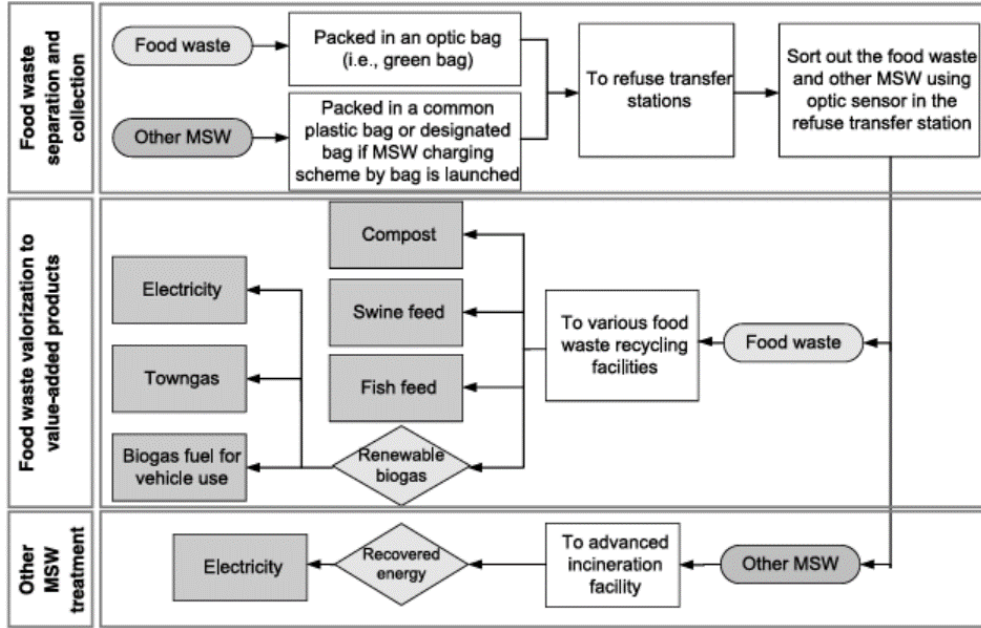 Food waste
separation and
collection
Food waste
Packed in an optic bag
(i.e., green bag)
Other MSW
Packed in a common
plastic bag or designated
bag if MSW charging
scheme by bag is launched
To refuse transfer
stations
Sort out the food waste
and other MSW using
optic sensor in the
refuse transfer station
Food waste valorization to
value-added products
Electricity
Towngas
Biogas fuel for
vehicle use
Compost
Swine feed
Fish feed
Renewable
biogas
To various food
waste recycling
facilities
Food waste
Other
MSW
treatment
Electricity
Recovered
energy
To advanced
incineration
facility
Other MSW